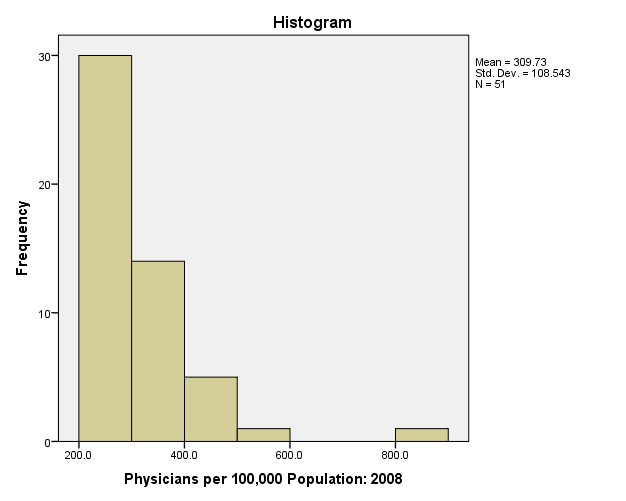 Histogram
Mean = 309.73
Std. Dev. = 108.543
N = 51
30
20
10
0
Frequency
200.0 400.0 600.0 800.0
Physicians per 100,000 Population: 2008